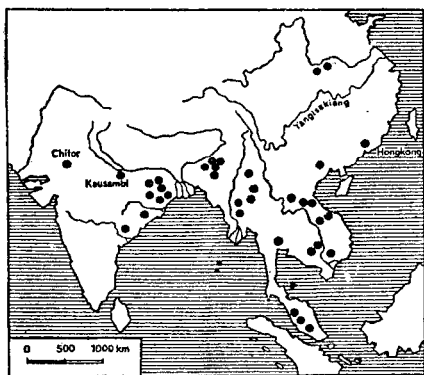 Yangtsekiang
Chitor
Hongkong
Kausambi
0 500 1000 km